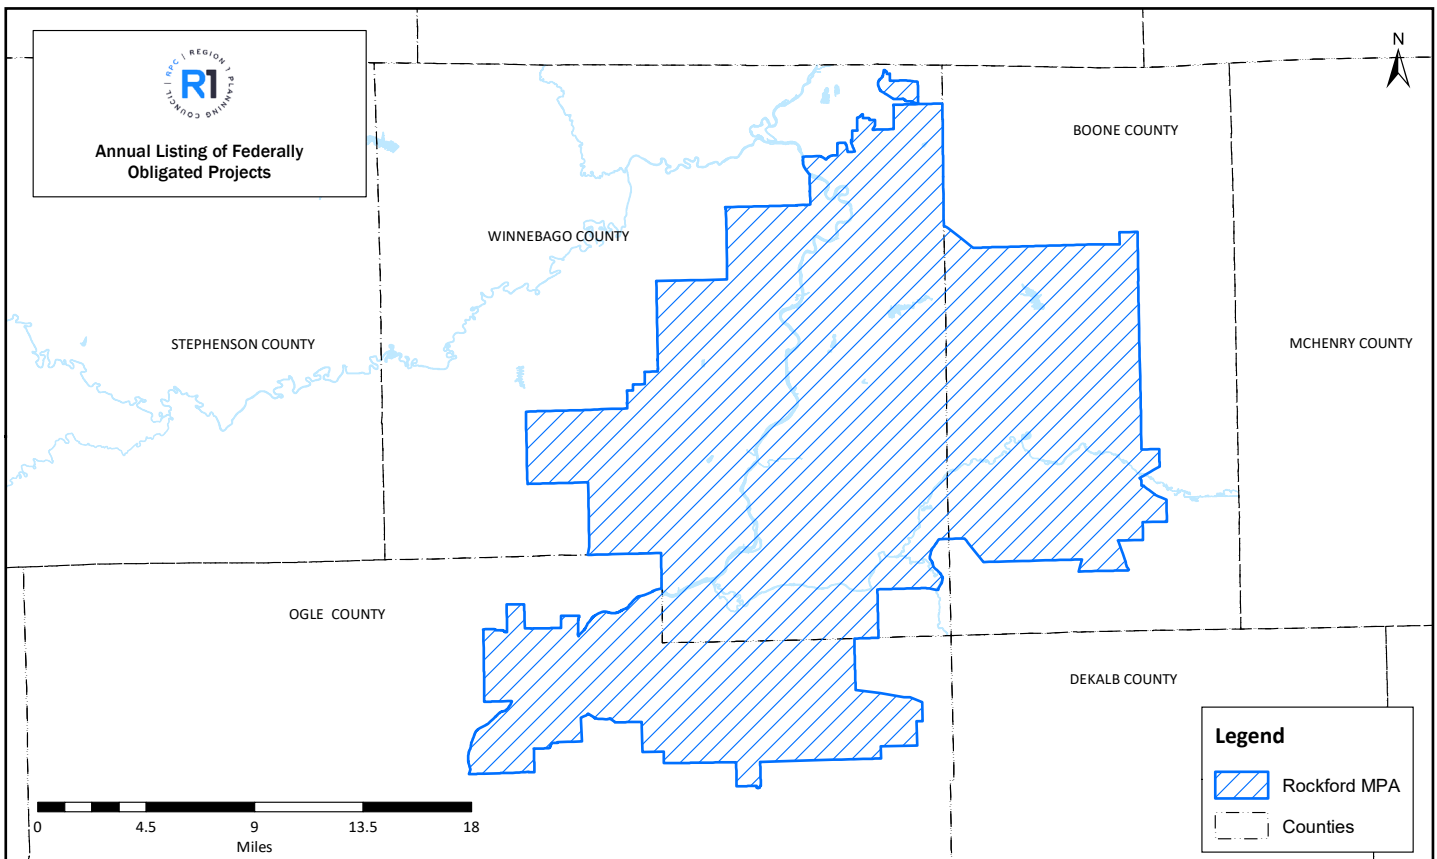 RPC | REGION 1 PLANNING COUNCIL |
R1
Annual Listing of Federally
Obligated Projects
N
BOONE COUNTY
WINNEBAGO COUNTY
STEPHENSON COUNTY
MCHENRY COUNTY
OGLE COUNTY
DEKALB COUNTY
Legend
Rockford MPA
Counties
0 4.5 9 13.5 18
Miles